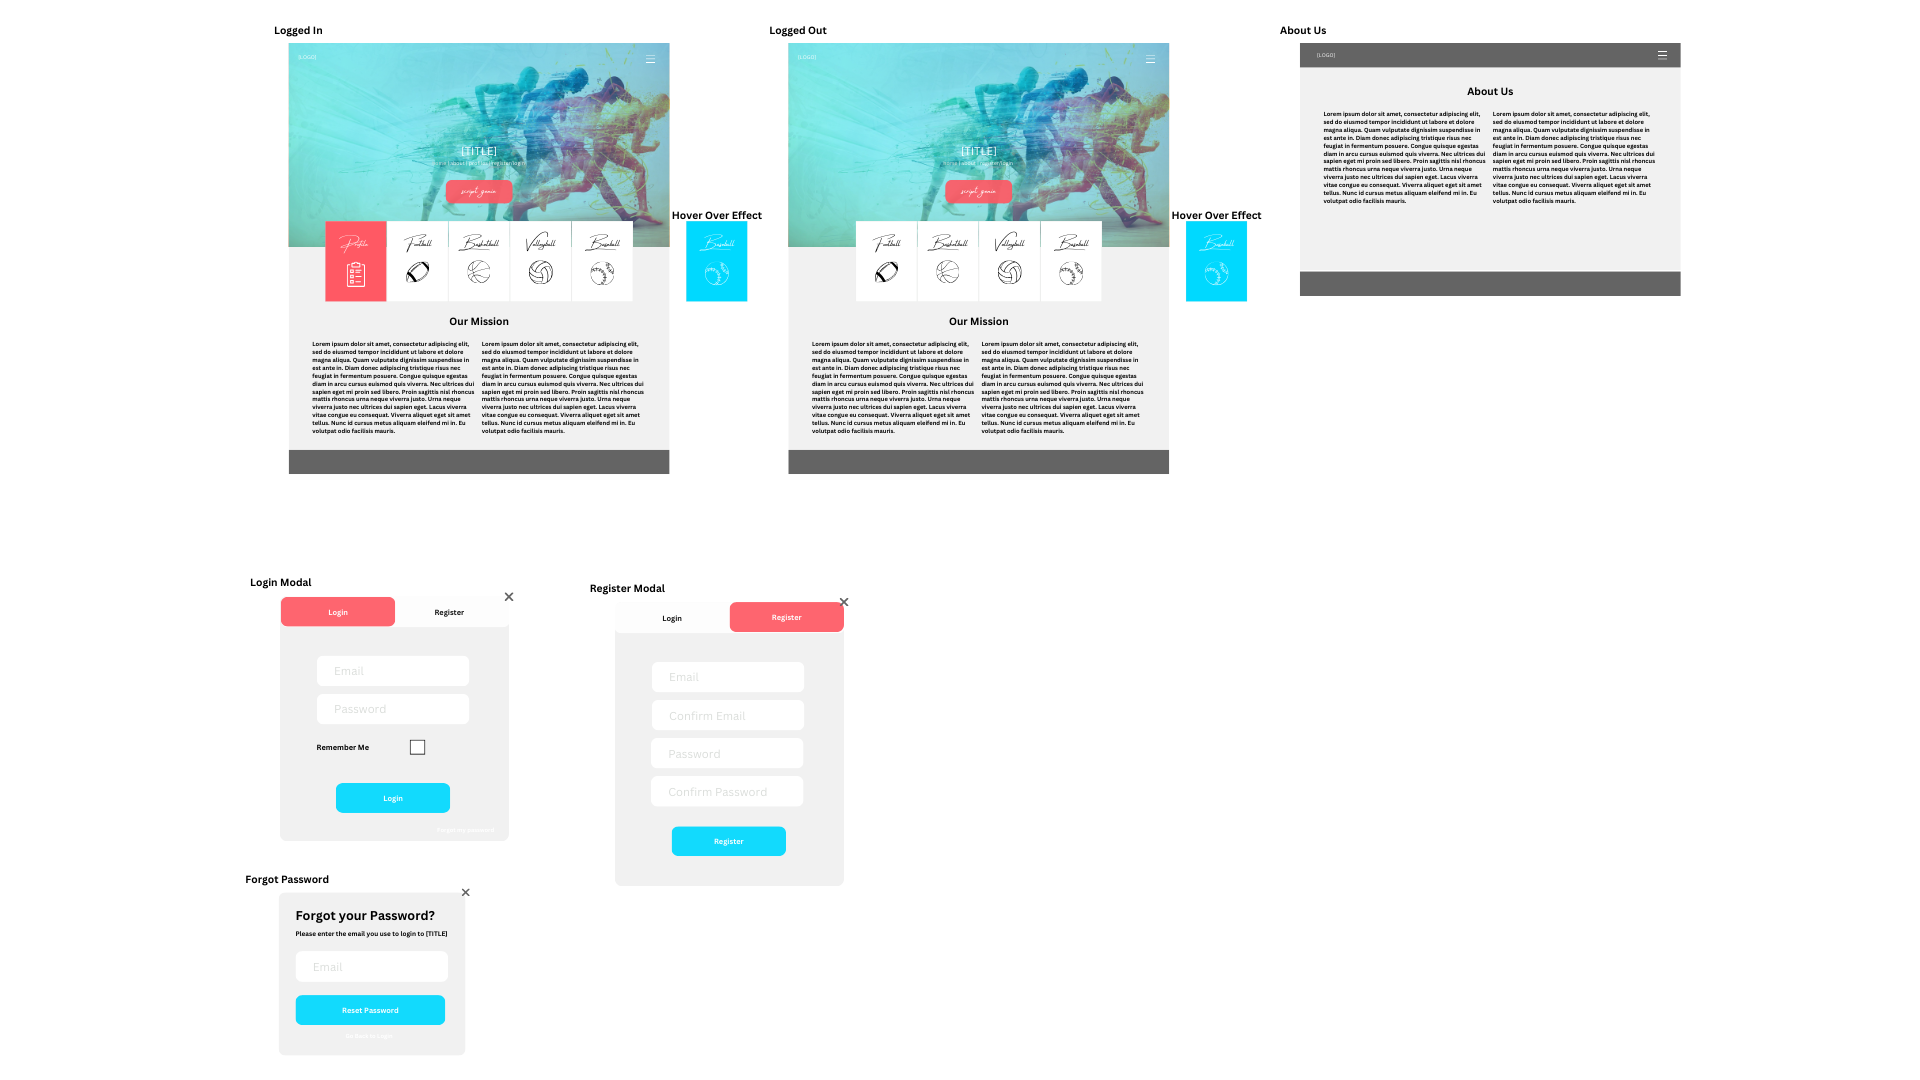 Logged In
[LOGO]
[TITLE]
script genie
Profile
Football
Basketball
Volleyball
Baseball
Our Mission
Lorem ipsum dolor sit amet, consectetur adipiscing elit,
sed do eiusmod tempor incididunt ut labore et dolore
magna aliqua. Quam vulputate dignissim suspendisse in
est ante in. Diam donec adipiscing tristique risus nec
feugiat in fermentum posuere. Congue quisque egestas
diam in arcu cursus euismod quis viverra. Nec ultrices dui
sapien eget mi proin sed libero. Proin sagittis nisl rhoncus
mattis rhoncus urna neque viverra justo. Urna neque
viverra justo nec ultrices dui sapien eget. Lacus viverra
vitae congue eu consequat. Viverra aliquet eget sit amet
tellus. Nunc id cursus metus aliquam eleifend mi in. Eu
volutpat odio facilisis mauris.
Lorem ipsum dolor sit amet, consectetur adipiscing elit,
sed do eiusmod tempor incididunt ut labore et dolore
magna aliqua. Quam vulputate dignissim suspendisse in
est ante in. Diam donec adipiscing tristique risus nec
feugiat in fermentum posuere. Congue quisque egestas
diam in arcu cursus euismod quis viverra. Nec ultrices dui
sapien eget mi proin sed libero. Proin sagittis nisl rhoncus
mattis rhoncus urna neque viverra justo. Urna neque
viverra justo nec ultrices dui sapien eget. Lacus viverra
vitae congue eu consequat. Viverra aliquet eget sit amet
tellus. Nunc id cursus metus aliquam eleifend mi in. Eu
volutpat odio facilisis mauris.
Hover Over Effect
Baseball
Logged Out
[LOGO]
[TITLE]
script genie
Football
Basketball
Volleyball
Baseball
Our Mission
Lorem ipsum dolor sit amet, consectetur adipiscing elit,
sed do eiusmod tempor incididunt ut labore et dolore
magna aliqua. Quam vulputate dignissim suspendisse in
est ante in. Diam donec adipiscing tristique risus nec
feugiat in fermentum posuere. Congue quisque egestas
diam in arcu cursus euismod quis viverra. Nec ultrices dui
sapien eget mi proin sed libero. Proin sagittis nisl rhoncus
mattis rhoncus urna neque viverra justo. Urna neque
viverra justo nec ultrices dui sapien eget. Lacus viverra
vitae congue eu consequat. Viverra aliquet eget sit amet
tellus. Nunc id cursus metus aliquam eleifend mi in. Eu
volutpat odio facilisis mauris.
Lorem ipsum dolor sit amet, consectetur adipiscing elit,
sed do eiusmod tempor incididunt ut labore et dolore
magna aliqua. Quam vulputate dignissim suspendisse in
est ante in. Diam donec adipiscing tristique risus nec
feugiat in fermentum posuere. Congue quisque egestas
diam in arcu cursus euismod quis viverra. Nec ultrices dui
sapien eget mi proin sed libero. Proin sagittis nisl rhoncus
mattis rhoncus urna neque viverra justo. Urna neque
viverra justo nec ultrices dui sapien eget. Lacus viverra
vitae congue eu consequat. Viverra aliquet eget sit amet
tellus. Nunc id cursus metus aliquam eleifend mi in. Eu
volutpat odio facilisis mauris.
Hover Over Effect
Baseball
About Us
[LOGO]
About Us
Lorem ipsum dolor sit amet, consectetur adipiscing elit,
sed do eiusmod tempor incididunt ut labore et dolore
magna aliqua. Quam vulputate dignissim suspendisse in
est ante in. Diam donec adipiscing tristique risus nec
feugiat in fermentum posuere. Congue quisque egestas
diam in arcu cursus euismod quis viverra. Nec ultrices dui
sapien eget mi proin sed libero. Proin sagittis nisl rhoncus
mattis rhoncus urna neque viverra justo. Urna neque
viverra justo nec ultrices dui sapien eget. Lacus viverra
vitae congue eu consequat. Viverra aliquet eget sit amet
tellus. Nunc id cursus metus aliquam eleifend mi in. Eu
volutpat odio facilisis mauris.
Lorem ipsum dolor sit amet, consectetur adipiscing elit,
sed do eiusmod tempor incididunt ut labore et dolore
magna aliqua. Quam vulputate dignissim suspendisse in
est ante in. Diam donec adipiscing tristique risus nec
feugiat in fermentum posuere. Congue quisque egestas
diam in arcu cursus euismod quis viverra. Nec ultrices dui
sapien eget mi proin sed libero. Proin sagittis nisl rhoncus
mattis rhoncus urna neque viverra justo. Urna neque
viverra justo nec ultrices dui sapien eget. Lacus viverra
vitae congue eu consequat. Viverra aliquet eget sit amet
tellus. Nunc id cursus metus aliquam eleifend mi in. Eu
volutpat odio facilisis mauris.
Login Modal
Login
Register
Email
Password
Remember Me
Login
Register Modal
Login
Register
Email
Confirm Email
Password
Confirm Password
Register
Forgot Password
Forgot your Password?
Please enter the email you use to login to [TITLE]
Email
Reset Password